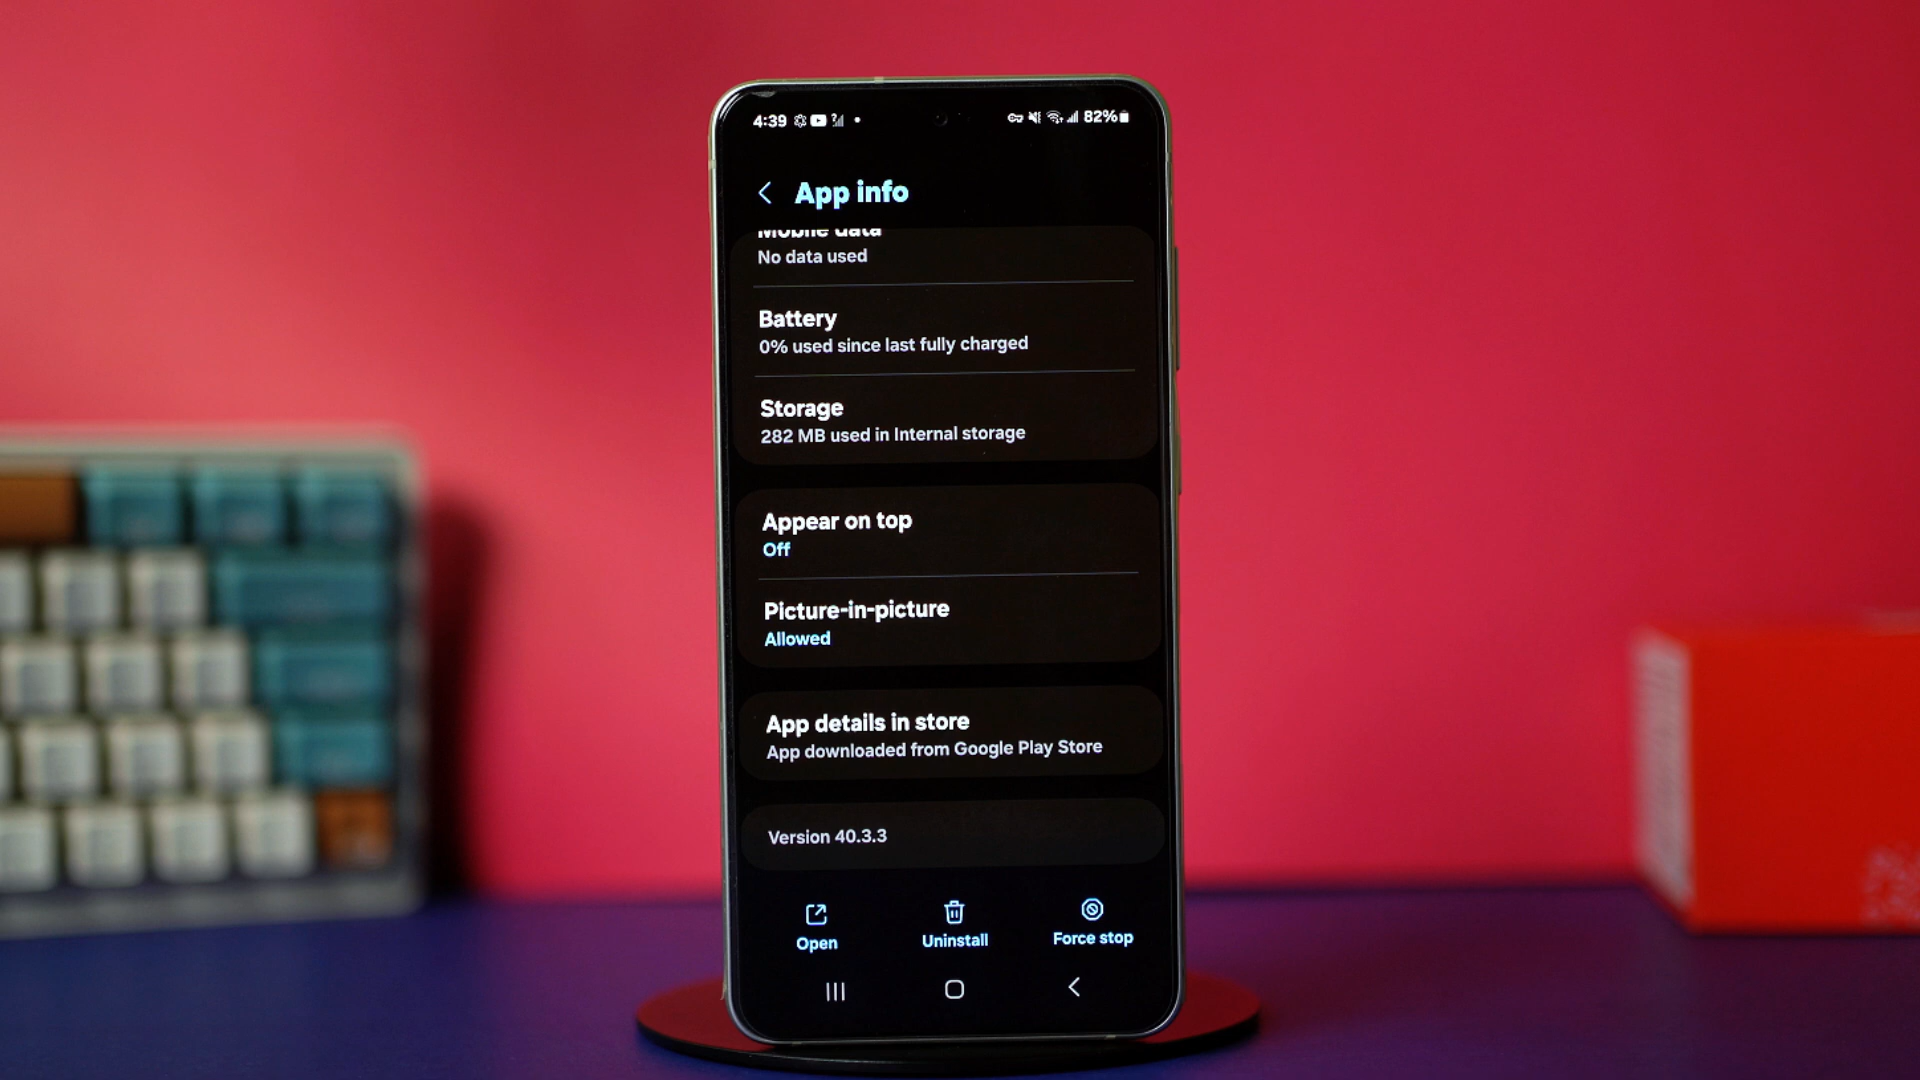 4:39
82%
App info
Mobile data
No data used
Battery
0% used since last fully charged
Storage
282 MB used in Internal storage
Appear on top
Off
Picture-in-picture
Allowed
App details in store
App downloaded from Google Play Store
Version 40.3.3
Open
Uninstall
Force stop